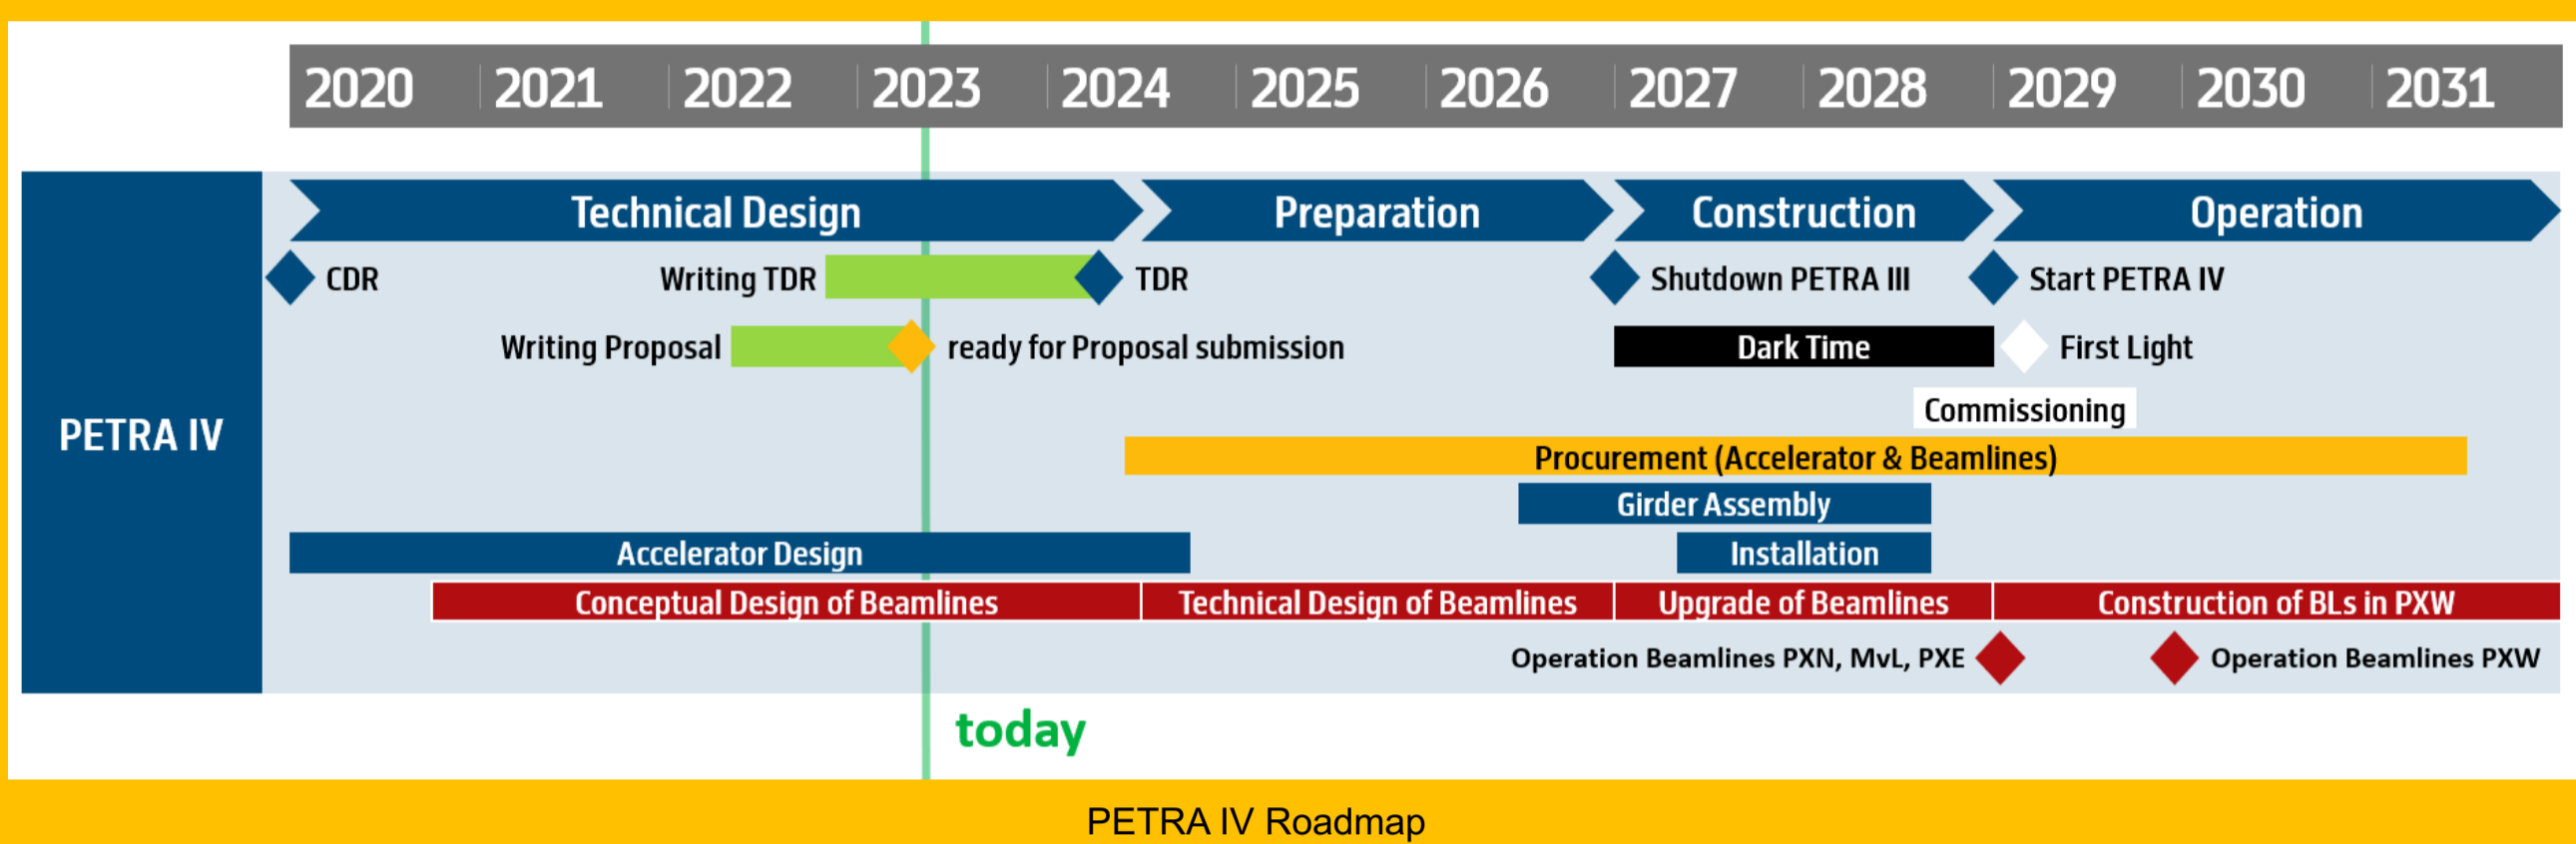 2020 2021 2022 2023 2024 2025 2026 2027 2028 2029 2030 2031
PETRA IV
Technical Design Preparation Construction Operation
CDR Writing TDR TDR Shutdown PETRA III Start PETRA IV
Writing Proposal ready for Proposal submission Dark Time First Light
Commissioning
Procurement (Accelerator & Beamlines)
Girder Assembly
Accelerator Design Installation
Conceptual Design of Beamlines Technical Design of Beamlines Upgrade of Beamlines Construction of BLs in PXW
Operation Beamlines PXN, MvL, PXE Operation Beamlines PXW
today
PETRA IV Roadmap